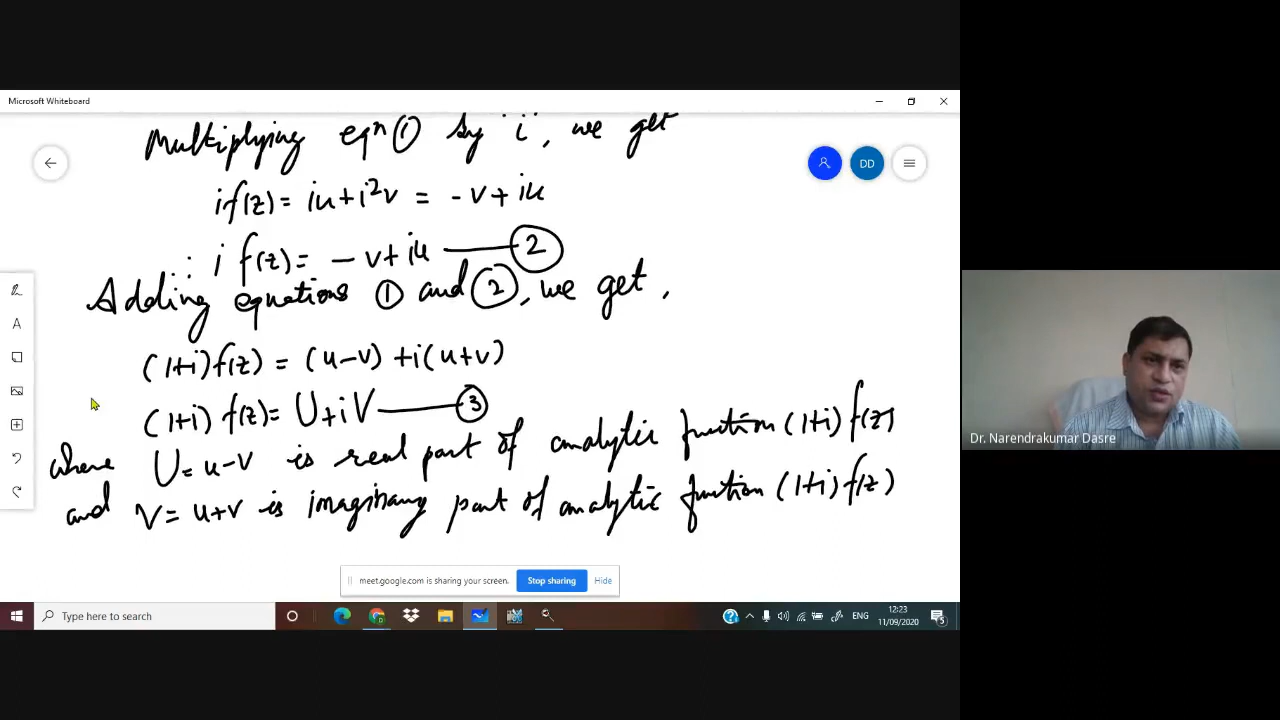 Microsoft Whiteboard
Multiplying eqn ① by "i", we get
if(z) = iu + i²v = -v + iu
∴ i f(z) = -v + iu —— ②
Adding equations ① and ②, we get,
(1+i)f(z) = (u-v) + i(u+v)
(1+i) f(z) = U + iV —— ③
where U = u-v is real part of analytic function (1+i) f(z)
and V = u+v is imaginary part of analytic function (1+i) f(z)
DD
A
Dr. Narendrakumar Dasre
meet.google.com is sharing your screen. Stop sharing Hide
Type here to search
ENG
12:23
11/09/2020
5